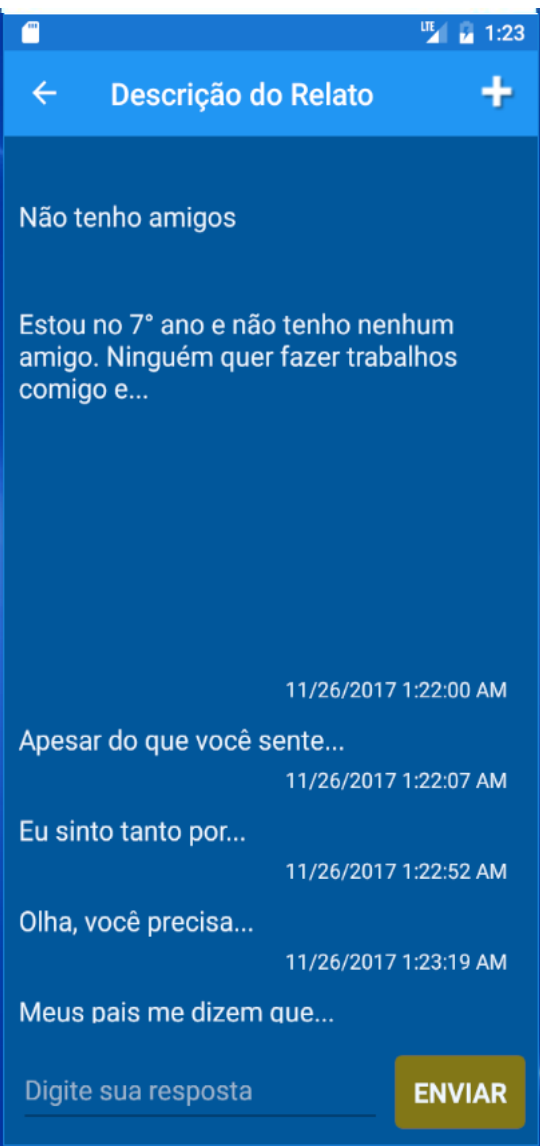 LTE 1:23
Descrição do Relato
Não tenho amigos
Estou no 7° ano e não tenho nenhum
amigo. Ninguém quer fazer trabalhos
comigo e...
11/26/2017 1:22:00 AM
Apesar do que você sente...
11/26/2017 1:22:07 AM
Eu sinto tanto por...
11/26/2017 1:22:52 AM
Olha, você precisa...
11/26/2017 1:23:19 AM
Meus pais me dizem que...
Digite sua resposta
ENVIAR